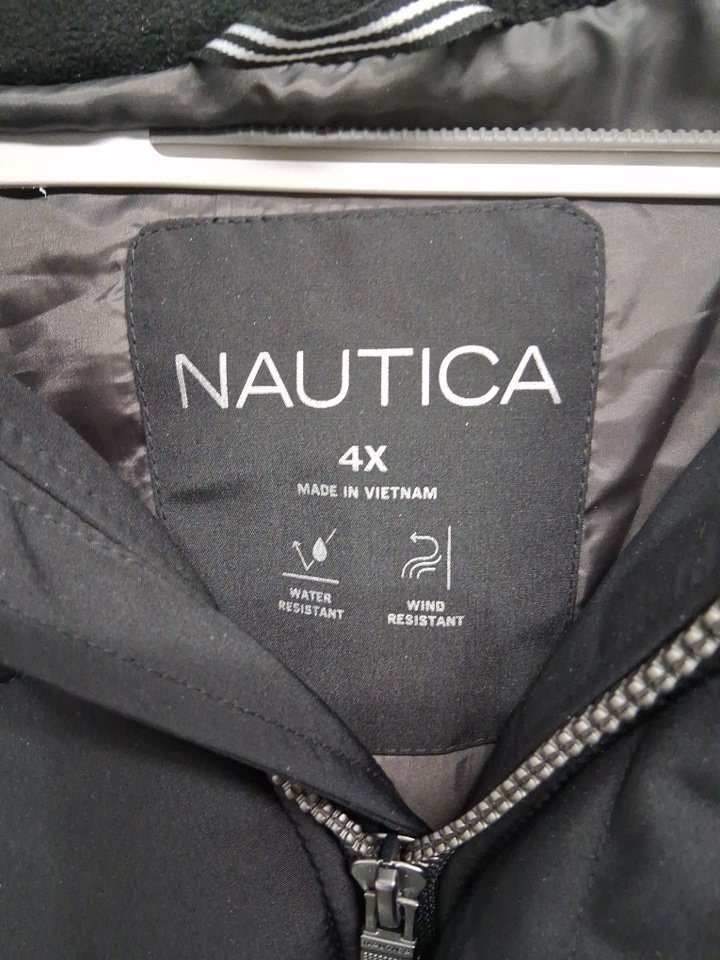 NAUTICA
4X
MADE IN VIETNAM
WATER
RESISTANT
WIND
RESISTANT